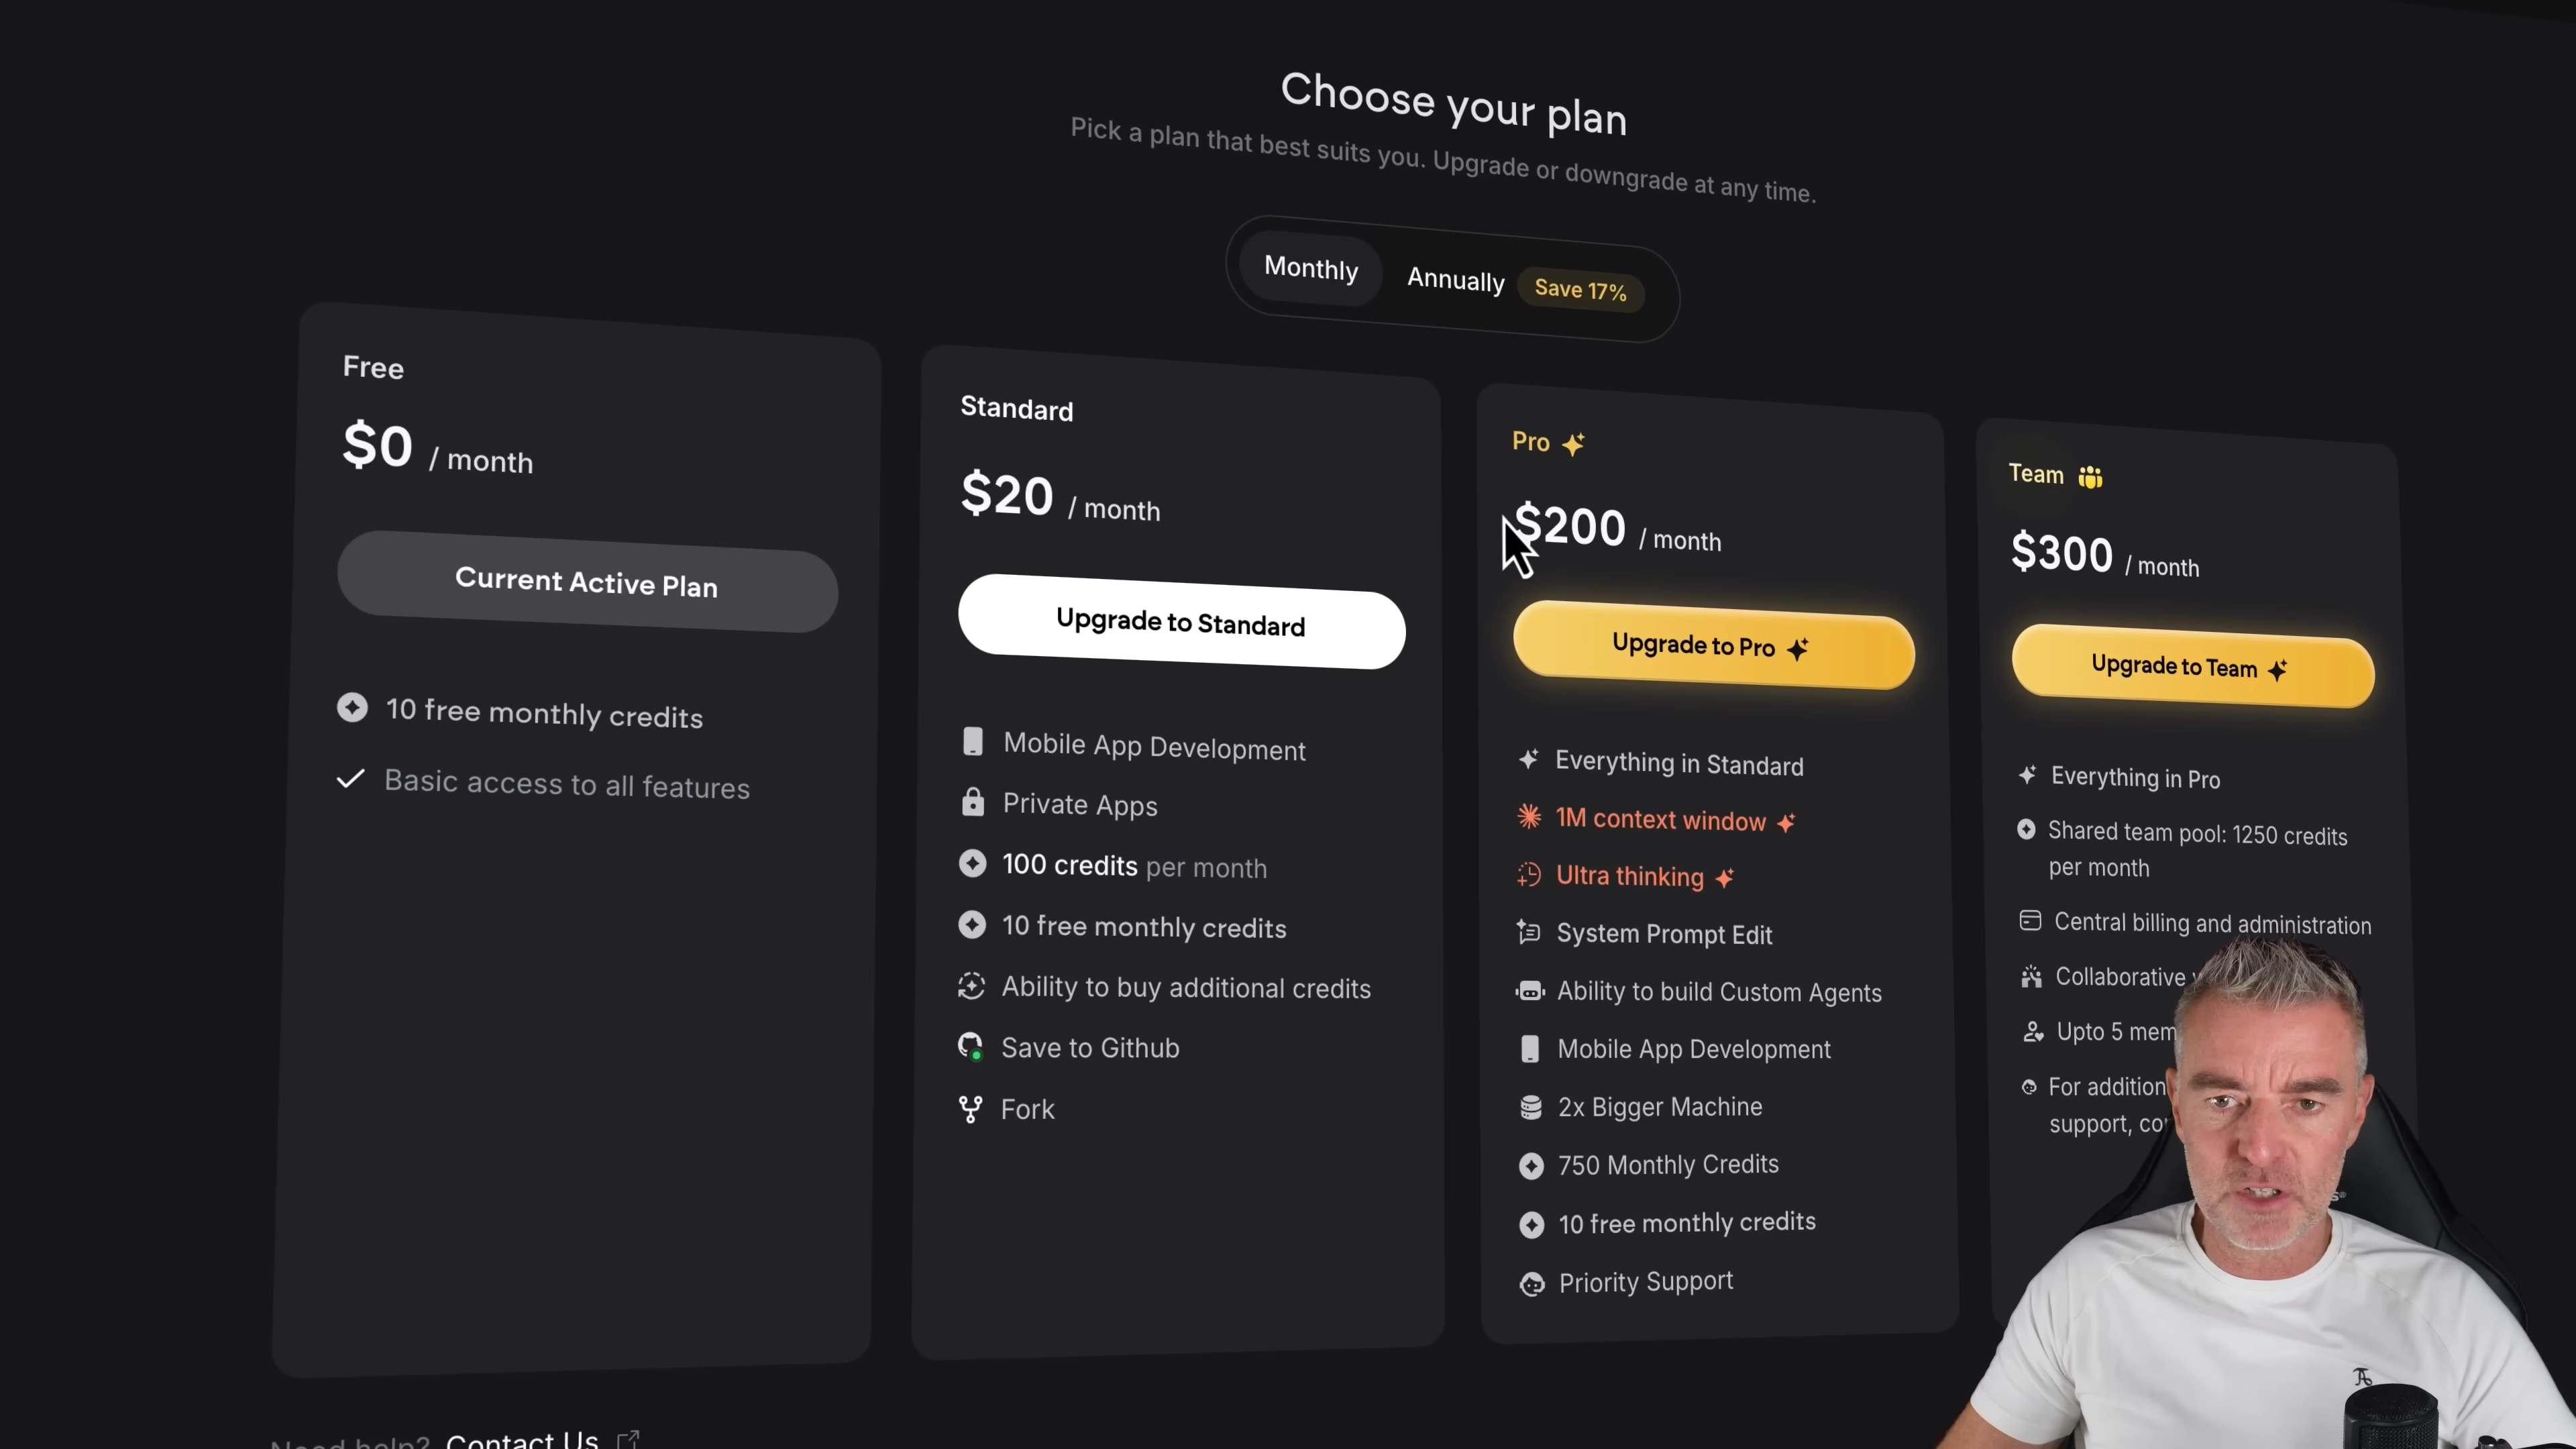 Choose your plan
Pick a plan that best suits you. Upgrade or downgrade at any time.
Monthly Annually Save 17%
Free
$0 / month
Current Active Plan
10 free monthly credits
Basic access to all features
Standard
$20 / month
Upgrade to Standard
Mobile App Development
Private Apps
100 credits per month
10 free monthly credits
Ability to buy additional credits
Save to Github
Fork
Pro
$200 / month
Upgrade to Pro
Everything in Standard
1M context window
Ultra thinking
System Prompt Edit
Ability to build Custom Agents
Mobile App Development
2x Bigger Machine
750 Monthly Credits
10 free monthly credits
Priority Support
Team
$300 / month
Upgrade to Team
Everything in Pro
Shared team pool: 1250 credits
per month
Central billing and administration
Collaborative
Upto 5
For
support,
Need help? Contact Us